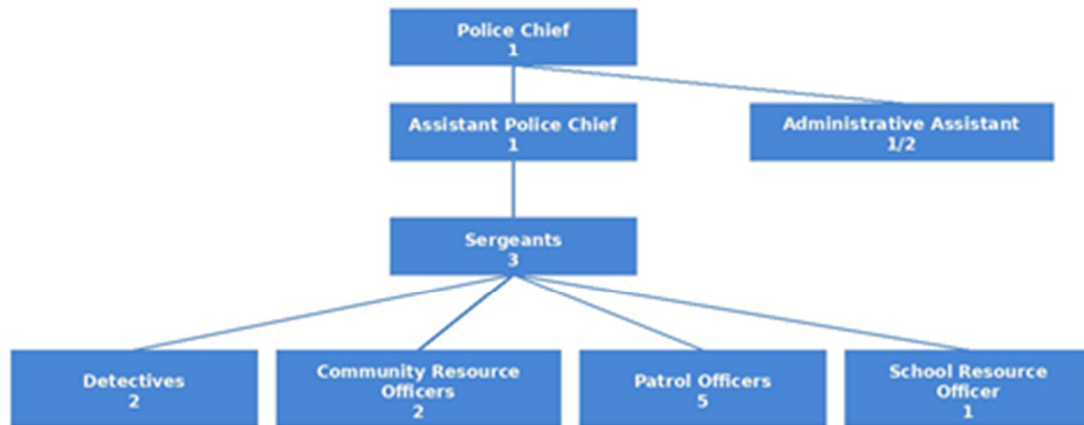 Police Chief
1
Assistant Police Chief
1
Administrative Assistant
1/2
Sergeants
3
Detectives
2
Community Resource
Officers
2
Patrol Officers
5
School Resource
Officer
1